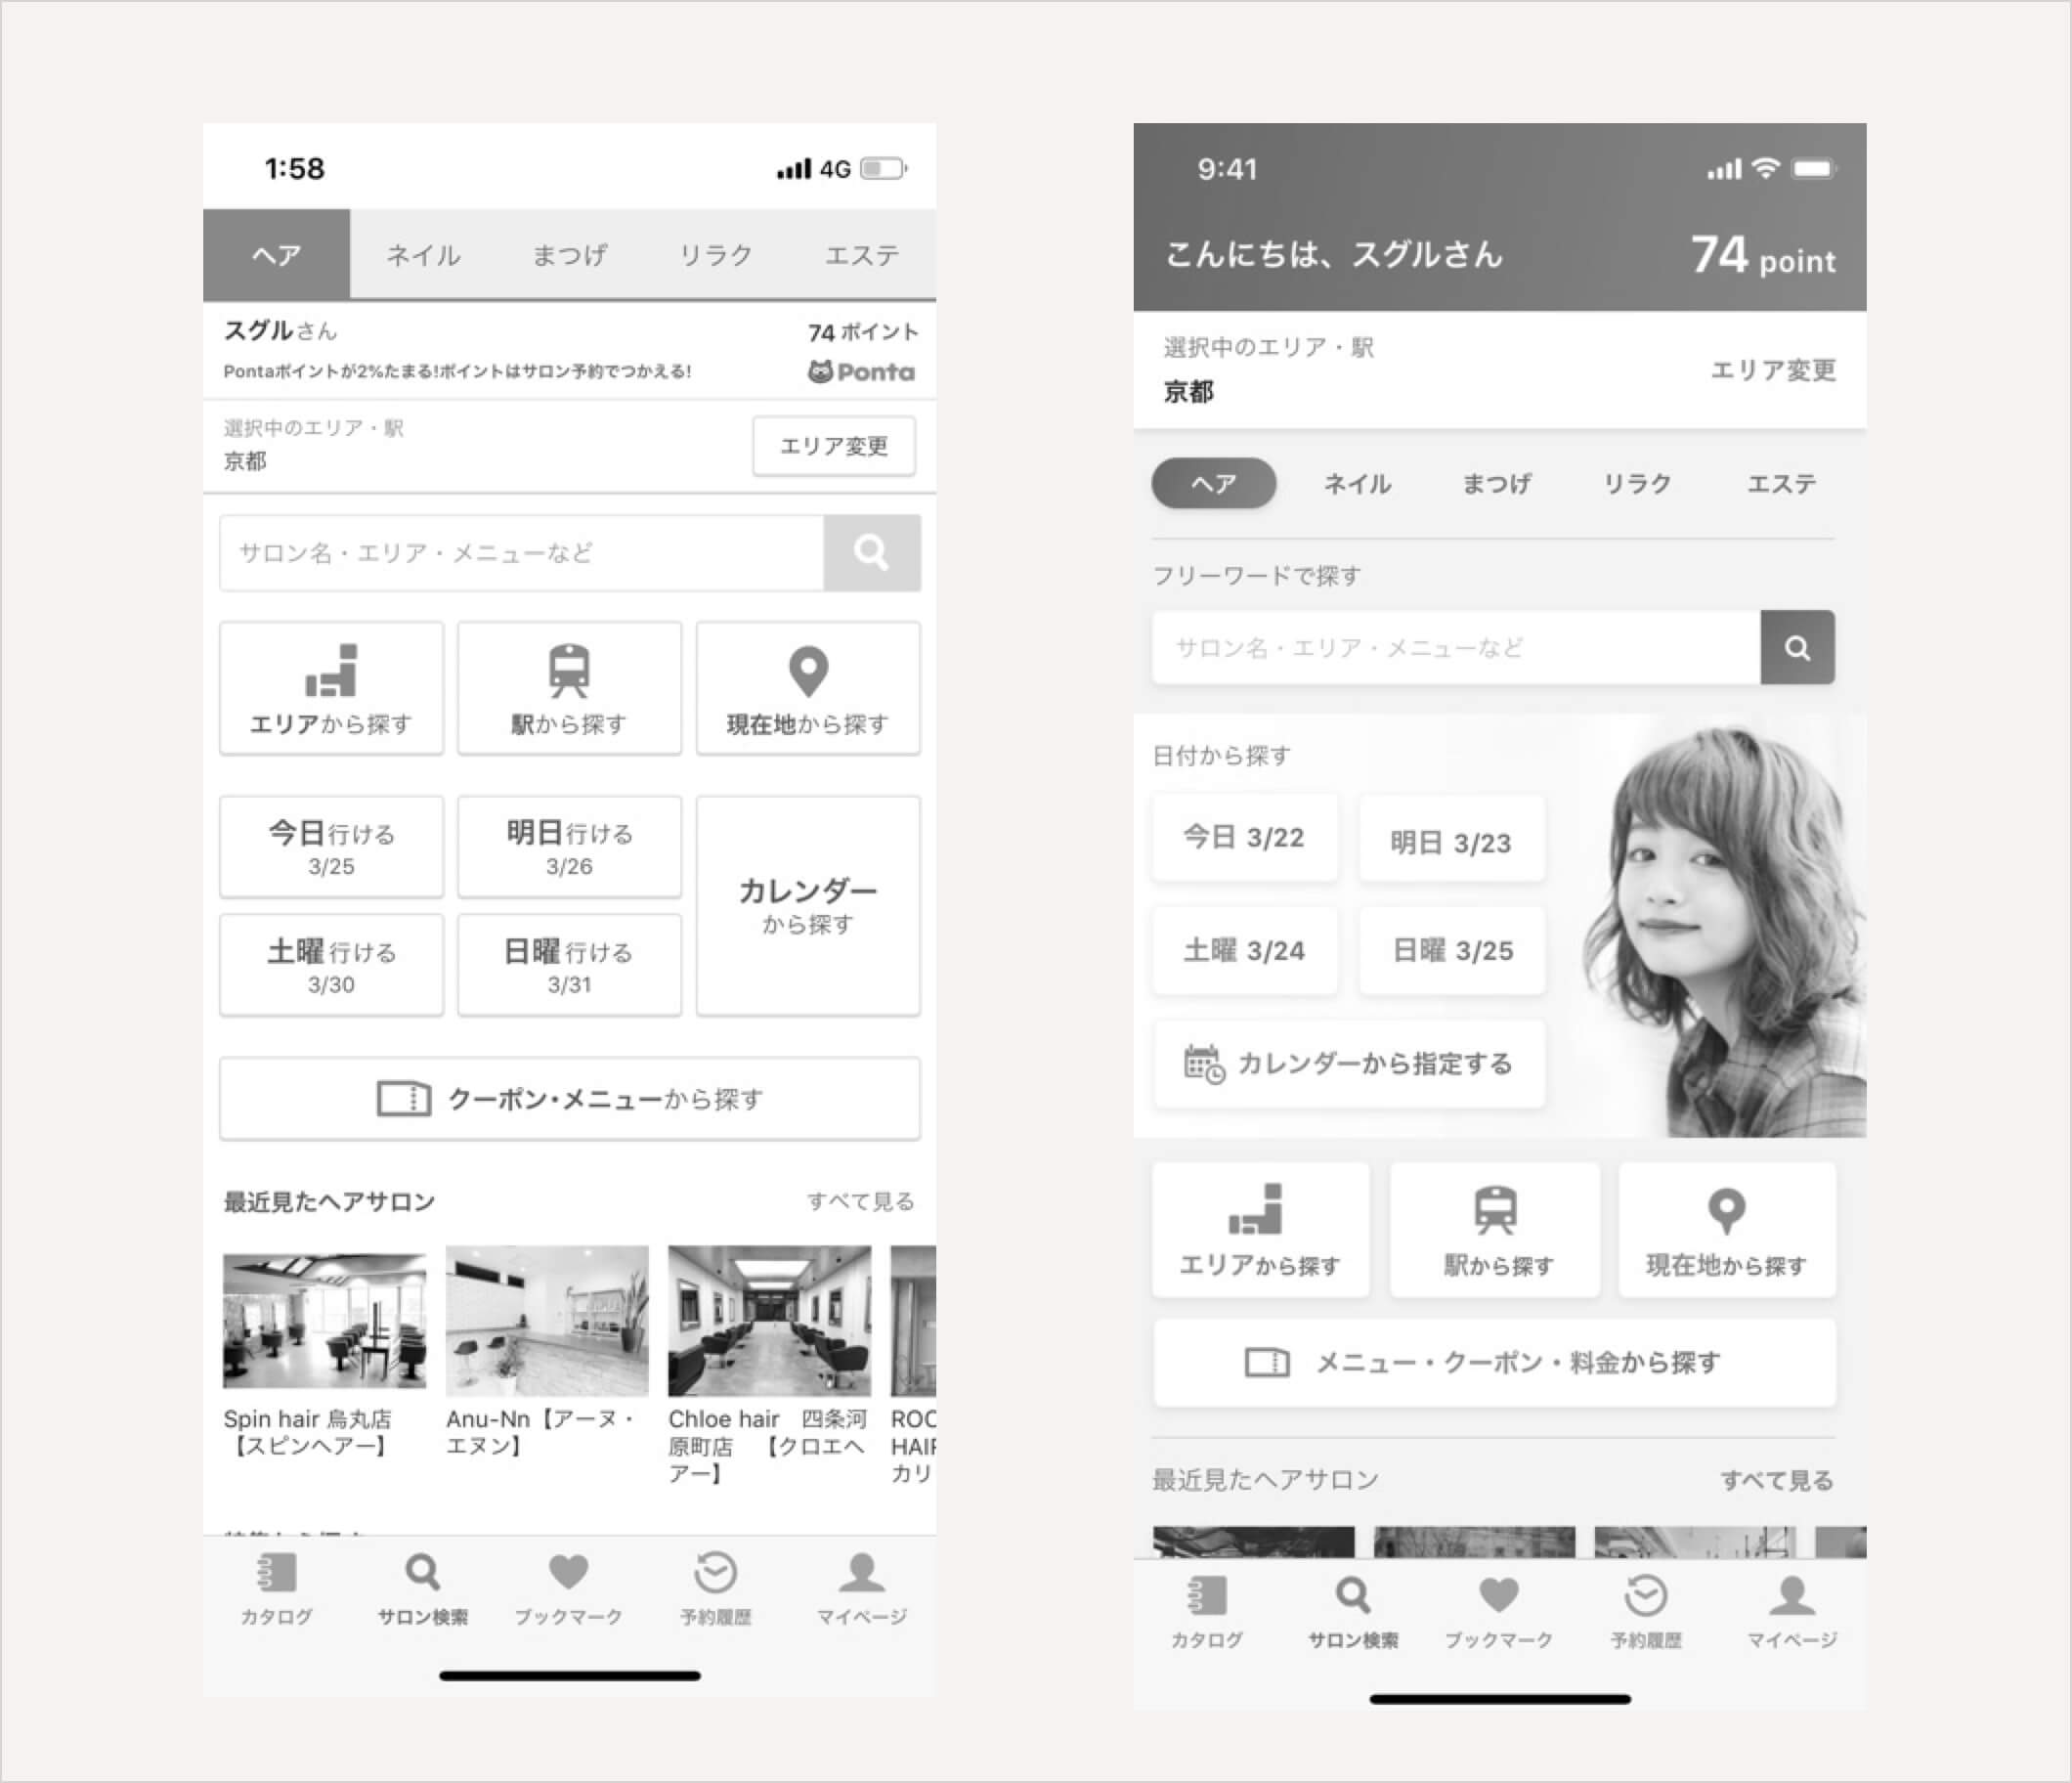 1:58
4G
ヘア ネイル まつげ リラク エステ
スグルさん 74 ポイント
Pontaポイントが2%たまる!ポイントはサロン予約でつかえる! Ponta
選択中のエリア・駅
京都
エリア変更
サロン名・エリア・メニューなど
エリアから探す 駅から探す 現在地から探す
今日行ける
3/25
明日行ける
3/26
土曜行ける
3/30
日曜行ける
3/31
カレンダー
から探す
クーポン・メニューから探す
最近見たヘアサロン すべて見る
Spin hair 烏丸店
【スピンヘアー】
Anu-Nn【アーヌ・
エヌン】
Chloe hair 四条河
原町店 【クロエヘ
アー】
ROO
HAIR
カリ
カタログ サロン検索 ブックマーク 予約履歴 マイページ
9:41
こんにちは、スグルさん 74 point
選択中のエリア・駅
京都
エリア変更
ヘア ネイル まつげ リラク エステ
フリーワードで探す
サロン名・エリア・メニューなど
日付から探す
今日 3/22 明日 3/23
土曜 3/24 日曜 3/25
カレンダーから指定する
エリアから探す 駅から探す 現在地から探す
メニュー・クーポン・料金から探す
最近見たヘアサロン すべて見る
カタログ サロン検索 ブックマーク 予約履歴 マイページ